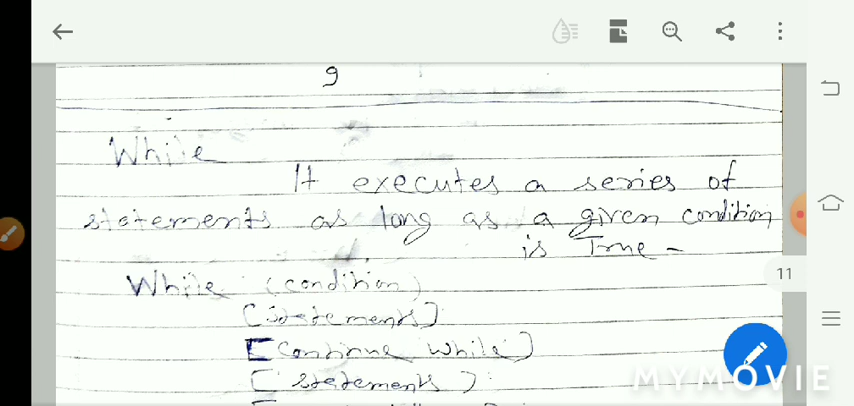 9
While
It executes a series of
statements as long as a given condition
is True -
11
While (condition)
[Statements]
[Continue While]
[Statements]
MYMOVIE